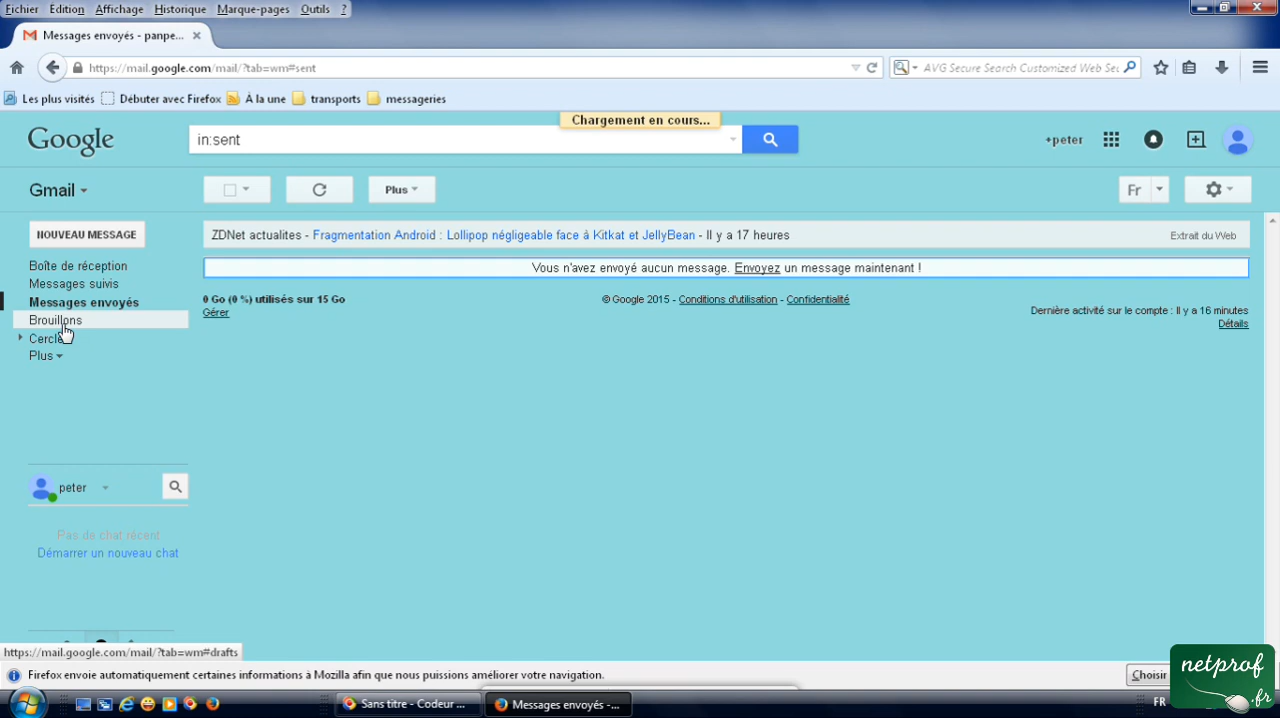 Fichier Édition Affichage Historique Marque-pages Outils ?
Messages envoyés - panpe...
https://mail.google.com/mail/?tab=wm#sent
AVG Secure Search Customized Web Sec
Les plus visités Débuter avec Firefox À la une transports messageries
Chargement en cours...
Google in:sent +peter
Gmail Plus Fr
NOUVEAU MESSAGE
ZDNet actualites - Fragmentation Android : Lollipop négligeable face à Kitkat et JellyBean - Il y a 17 heures Extrait du Web
Boîte de réception
Vous n'avez envoyé aucun message. Envoyez un message maintenant !
Messages suivis
Messages envoyés
0 Go (0 %) utilisés sur 15 Go
Gérer
© Google 2015 - Conditions d'utilisation - Confidentialité
Dernière activité sur le compte : Il y a 16 minutes
Détails
Brouillons
Cercle
Plus
peter
Pas de chat récent
Démarrer un nouveau chat
https://mail.google.com/mail/?tab=wm#drafts
Firefox envoie automatiquement certaines informations à Mozilla afin que nous puissions améliorer votre navigation.
Choisir
netprof
.fr
Sans titre - Codeur ...
Messages envoyés -...
FR